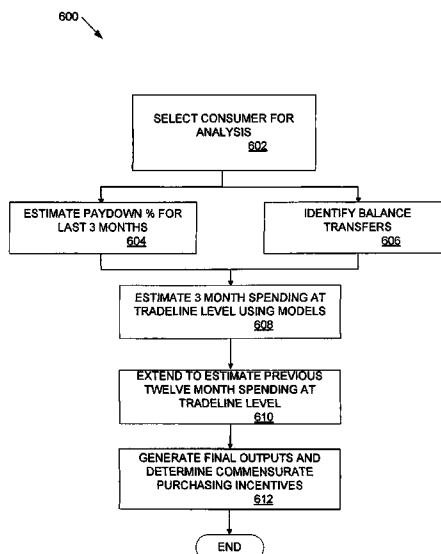 600
SELECT CONSUMER FOR
ANALYSIS
602
ESTIMATE PAYDOWN % FOR
LAST 3 MONTHS
604
IDENTIFY BALANCE
TRANSFERS
606
ESTIMATE 3 MONTH SPENDING AT
TRADELINE LEVEL USING MODELS
608
EXTEND TO ESTIMATE PREVIOUS
TWELVE MONTH SPENDING AT
TRADELINE LEVEL
610
GENERATE FINAL OUTPUTS AND
DETERMINE COMMENSURATE
PURCHASING INCENTIVES
612
END